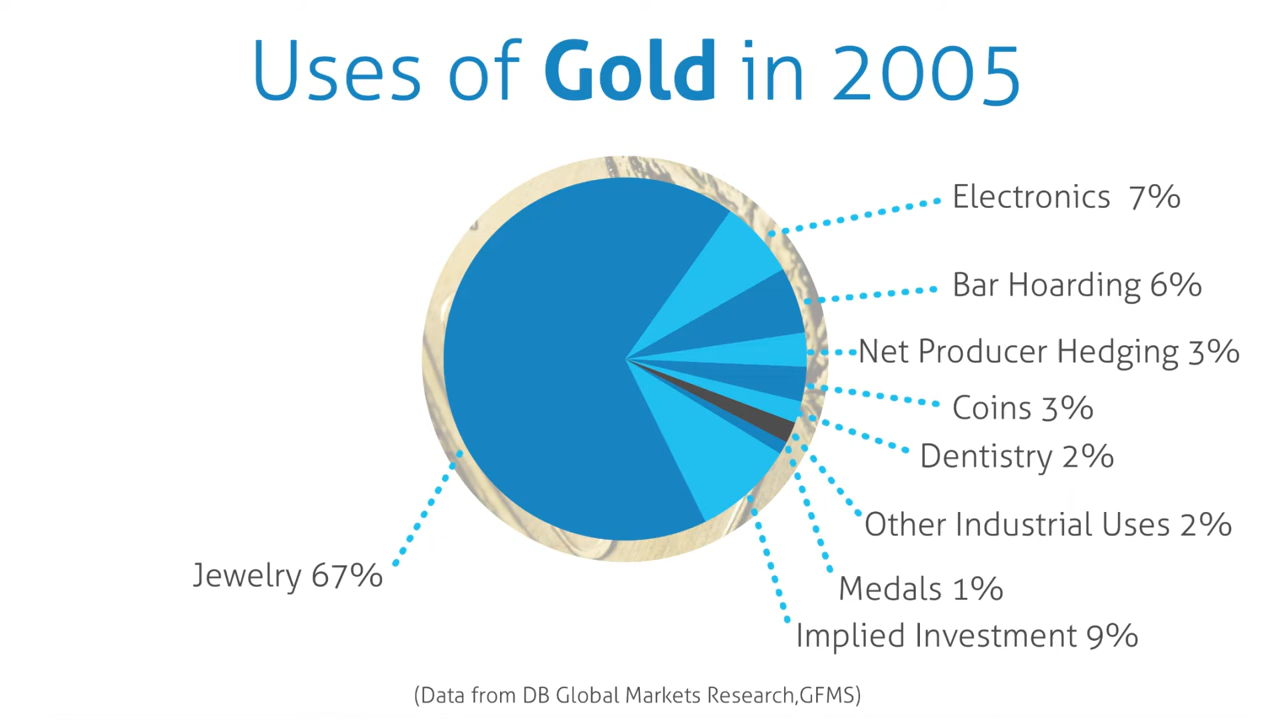 Uses of Gold in 2005
Electronics 7%
Bar Hoarding 6%
Net Producer Hedging 3%
Coins 3%
Dentistry 2%
Other Industrial Uses 2%
Jewelry 67%
Medals 1%
Implied Investment 9%
(Data from DB Global Markets Research,GFMS)